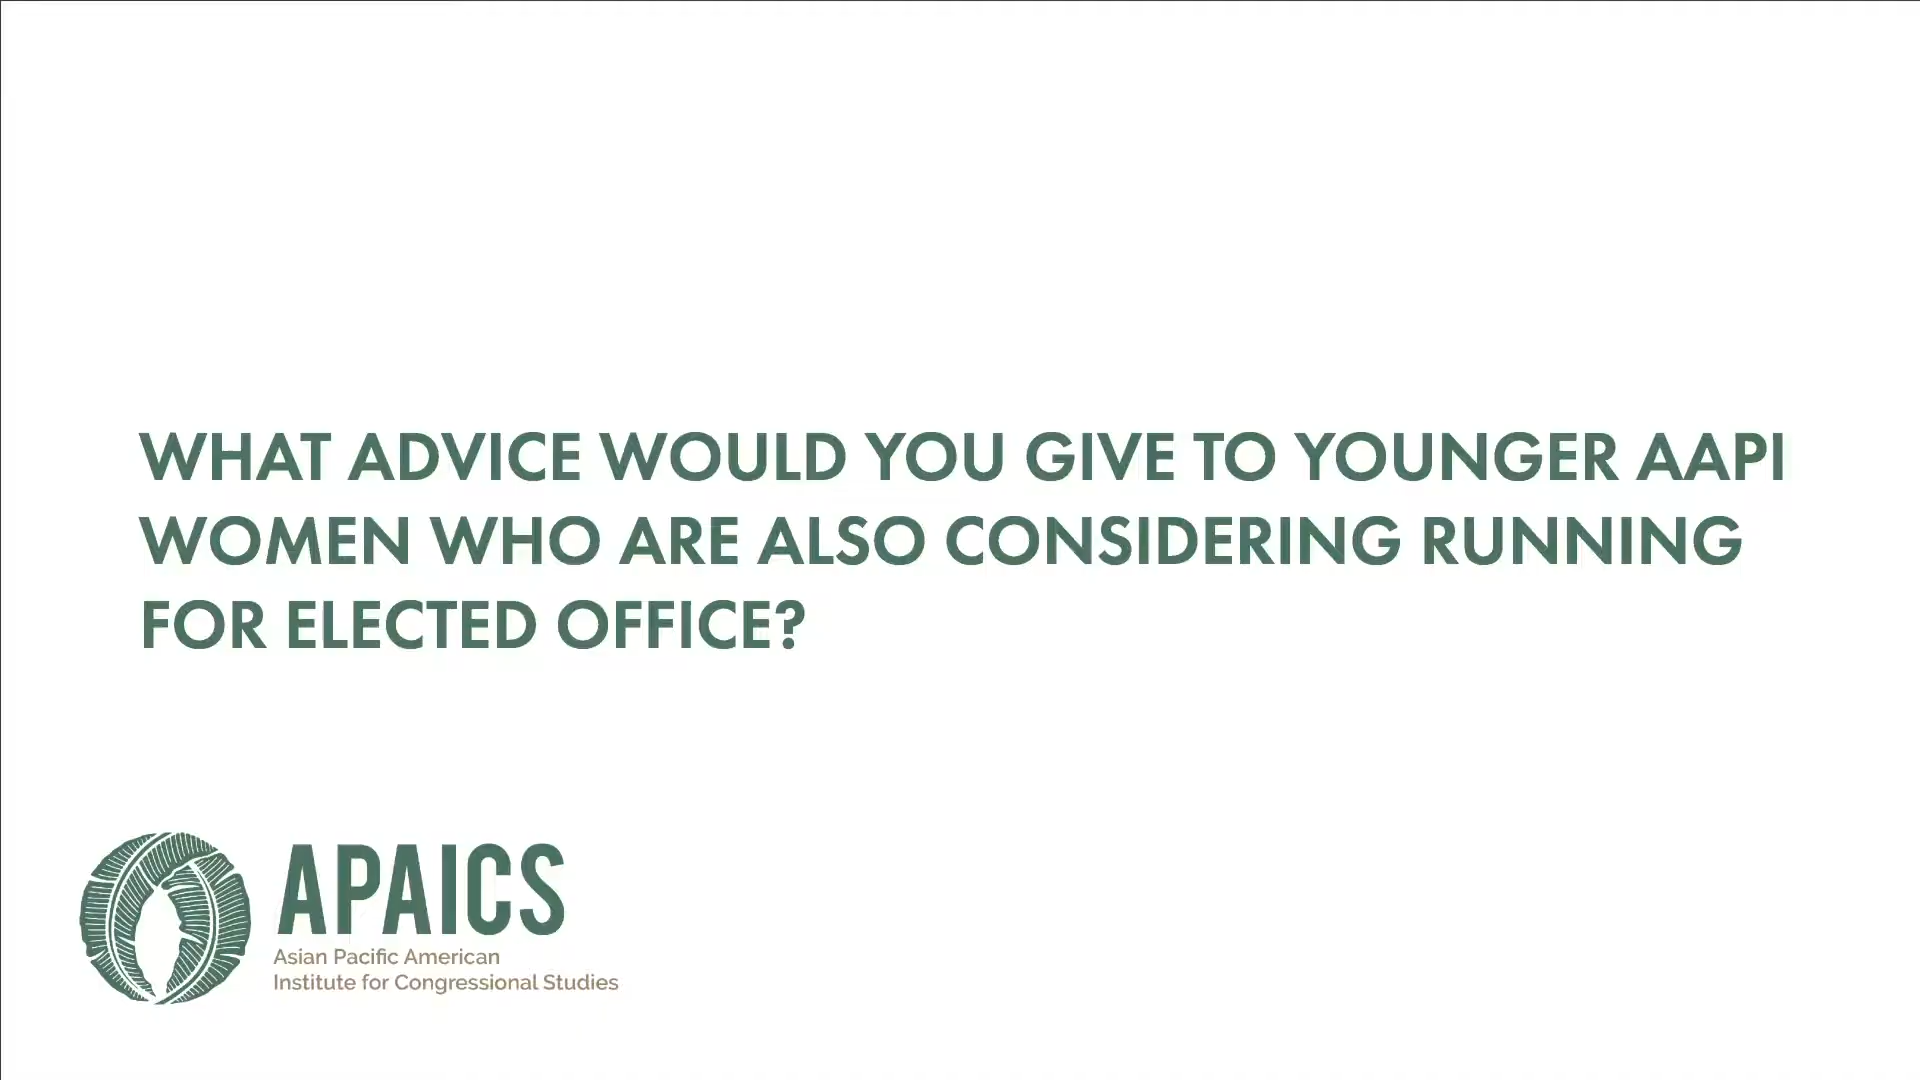 WHAT ADVICE WOULD YOU GIVE TO YOUNGER AAPI
WOMEN WHO ARE ALSO CONSIDERING RUNNING
FOR ELECTED OFFICE?
APAICS
Asian Pacific American
Institute for Congressional Studies